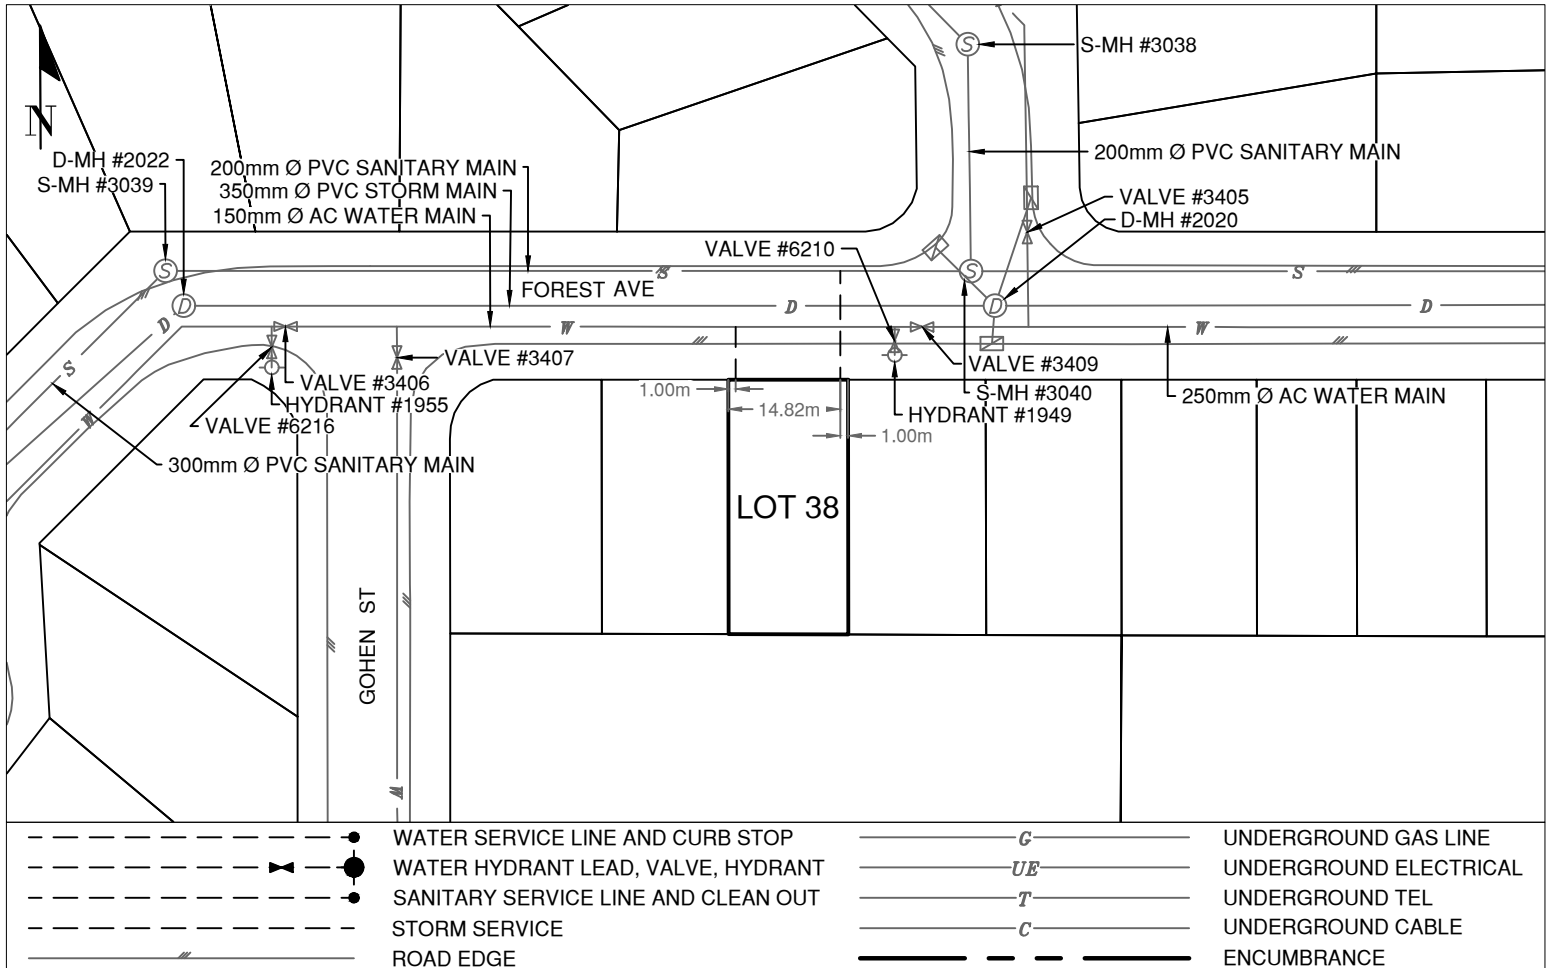 S-MH #3038
N
200mm Ø PVC SANITARY MAIN
D-MH #2022
200mm Ø PVC SANITARY MAIN
S-MH #3039
350mm Ø PVC STORM MAIN
VALVE #3405
150mm Ø AC WATER MAIN
D-MH #2020
VALVE #6210
S
S
S
S
S
FOREST AVE
D
D
D
D
D
W
W
S
VALVE #3407
VALVE #3409
VALVE #3406
1.00m
S-MH #3040
250mm Ø AC WATER MAIN
HYDRANT #1955
14.82m
HYDRANT #1949
W
VALVE #6216
1.00m
300mm Ø PVC SANITARY MAIN
LOT 38
GOHEN ST
W
WATER SERVICE LINE AND CURB STOP
G
UNDERGROUND GAS LINE
WATER HYDRANT LEAD, VALVE, HYDRANT
UE
UNDERGROUND ELECTRICAL
SANITARY SERVICE LINE AND CLEAN OUT
T
UNDERGROUND TEL
STORM SERVICE
C
UNDERGROUND CABLE
ROAD EDGE
ENCUMBRANCE